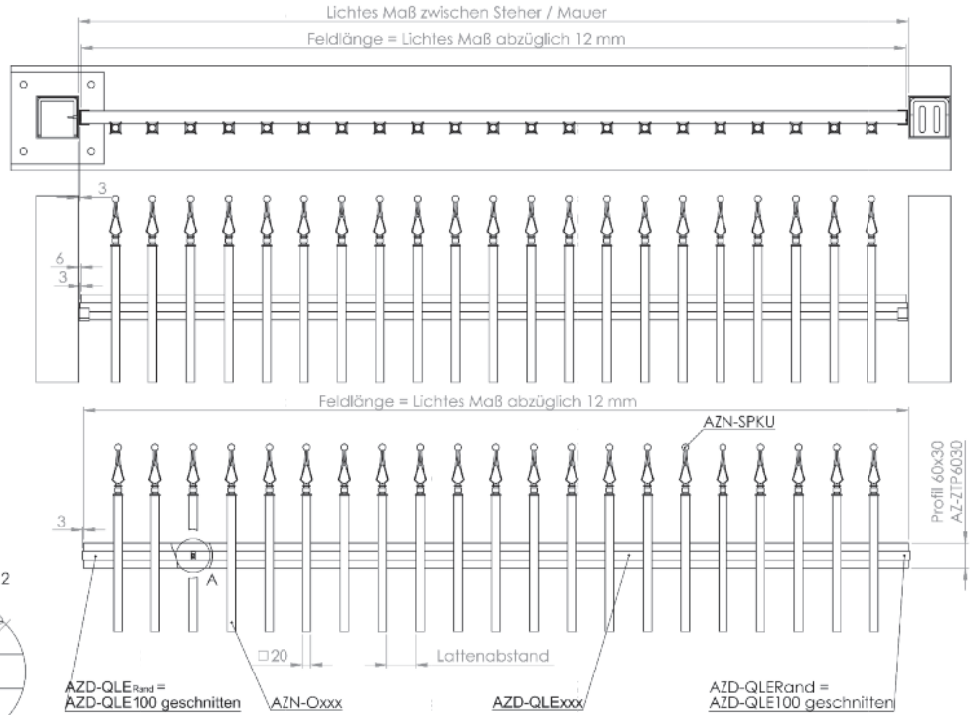 Lichtes Maß zwischen Steher / Mauer
Feldlänge = Lichtes Maß abzüglich 12 mm
3
6
3
Feldlänge = Lichtes Maß abzüglich 12 mm
AZN-SPKU
Profil 60x30
AZ-ZTP6030
3
2
A
□20
Lattenabstand
AZD-QLERand =
AZD-QLE100 geschnitten
AZN-Oxxx
AZD-QLExxx
AZD-QLERand =
AZD-QLE100 geschnitten